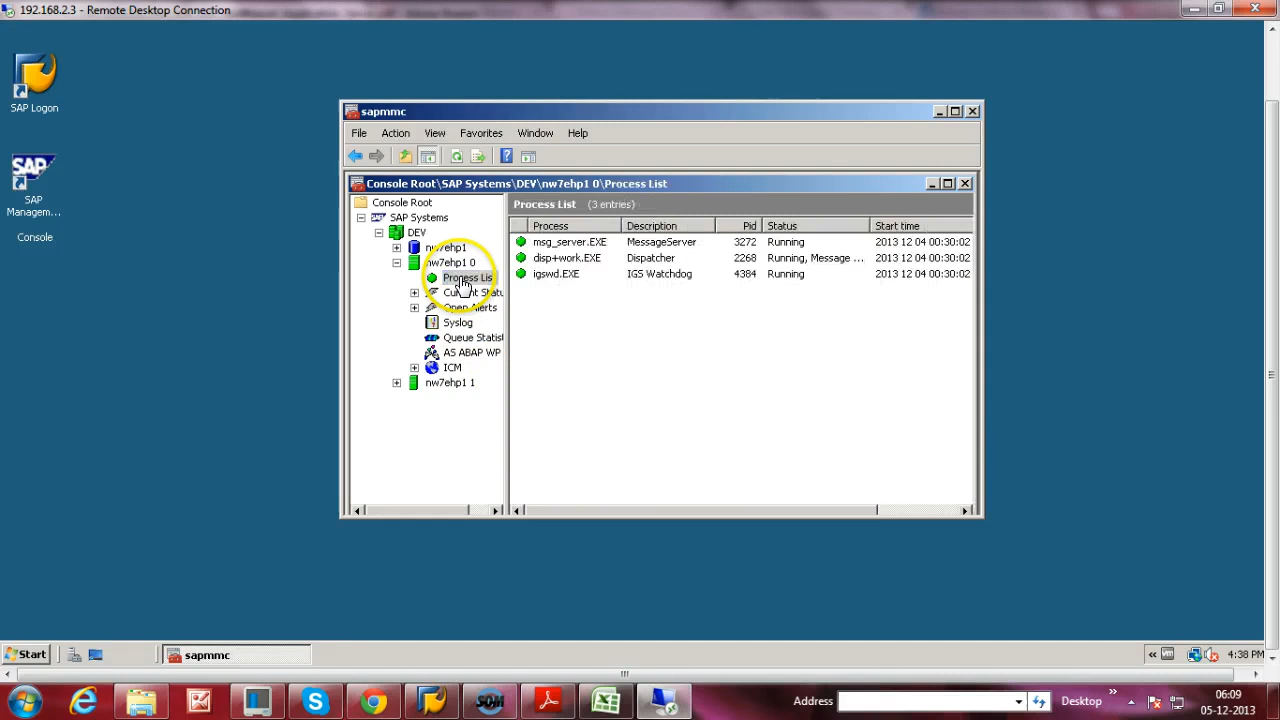 192.168.2.3 - Remote Desktop Connection
SAP Logon
SAP
SAP
Managem...
Console
sapmmc
File Action View Favorites Window Help
Console Root\SAP Systems\DEV\nw7ehp1 0\Process List
Console Root
SAP Systems
DEV
nw7ehp1
nw7ehp1 0
Process Lis
Current Statu
Open Alerts
Syslog
Queue Statist
AS ABAP WP
ICM
nw7ehp1 1
Process List (3 entries)
Process Description Pid Status Start time
msg_server.EXE MessageServer 3272 Running 2013 12 04 00:30:02
disp+work.EXE Dispatcher 2268 Running, Message ... 2013 12 04 00:30:02
igswd.EXE IGS Watchdog 4384 Running 2013 12 04 00:30:02
Start sapmmc « 4:38 PM
Address Desktop » 06:09
05-12-2013